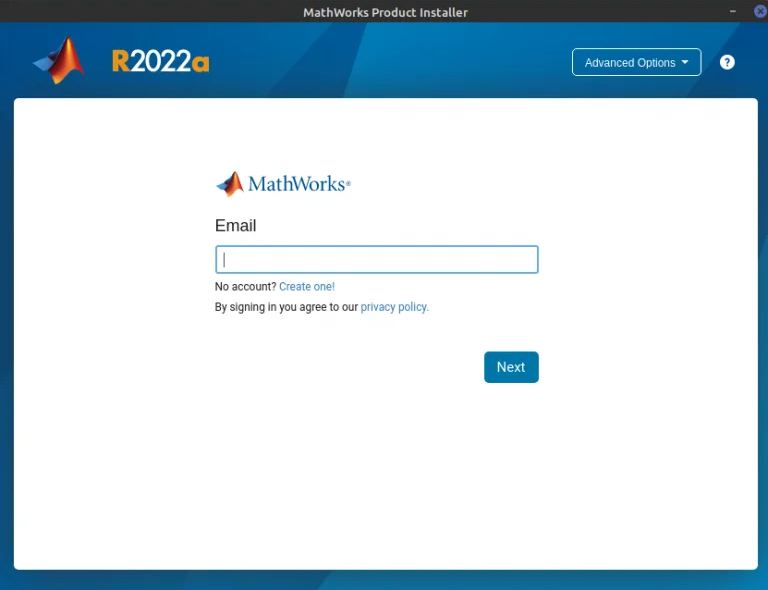 MathWorks Product Installer
R2022a
Advanced Options
?
MathWorks®
Email
No account? Create one!
By signing in you agree to our privacy policy.
Next